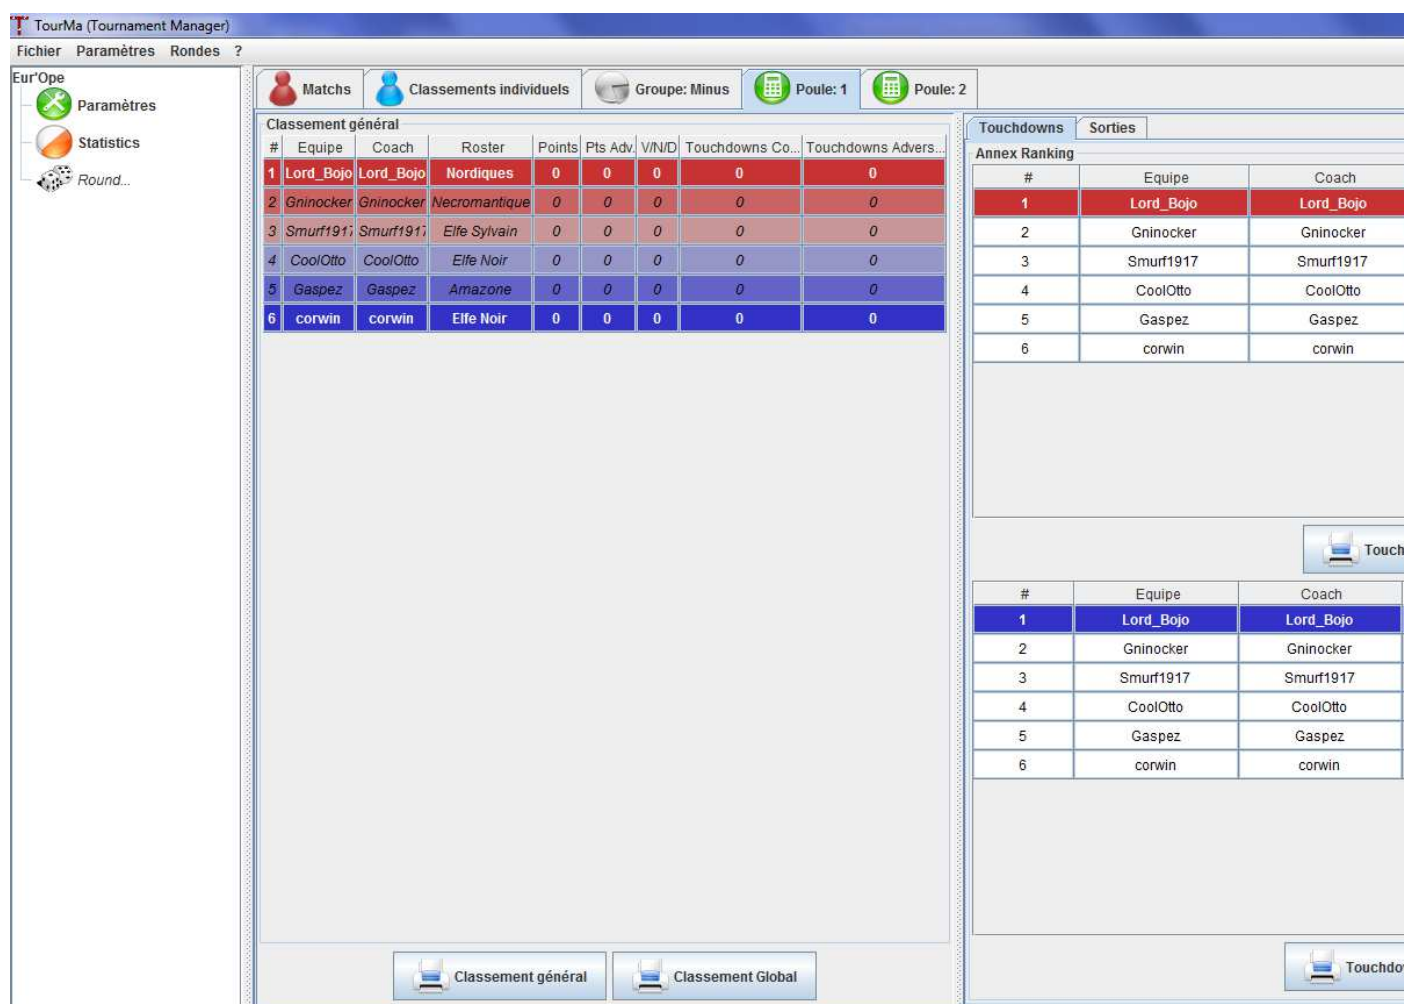 TourMa (Tournament Manager)
Fichier Paramètres Rondes ?
Eur'Ope
Paramètres
Statistics
Round...
Matchs Classements individuels Groupe: Minus Poule: 1 Poule: 2
Classement général
# Equipe Coach Roster Points Pts Adv. V/N/D Touchdowns Co... Touchdowns Advers...
1 Lord_Bojo Lord_Bojo Nordiques 0 0 0 0 0
2 Gninocker Gninocker Necromantique 0 0 0 0 0
3 Smurf1917 Smurf1917 Elfe Sylvain 0 0 0 0 0
4 CoolOtto CoolOtto Elfe Noir 0 0 0 0 0
5 Gaspez Gaspez Amazone 0 0 0 0 0
6 corwin corwin Elfe Noir 0 0 0 0 0
Classement général Classement Global
Touchdowns Sorties
Annex Ranking
# Equipe Coach
1 Lord_Bojo Lord_Bojo
2 Gninocker Gninocker
3 Smurf1917 Smurf1917
4 CoolOtto CoolOtto
5 Gaspez Gaspez
6 corwin corwin
Touch
# Equipe Coach
1 Lord_Bojo Lord_Bojo
2 Gninocker Gninocker
3 Smurf1917 Smurf1917
4 CoolOtto CoolOtto
5 Gaspez Gaspez
6 corwin corwin
Touchdo